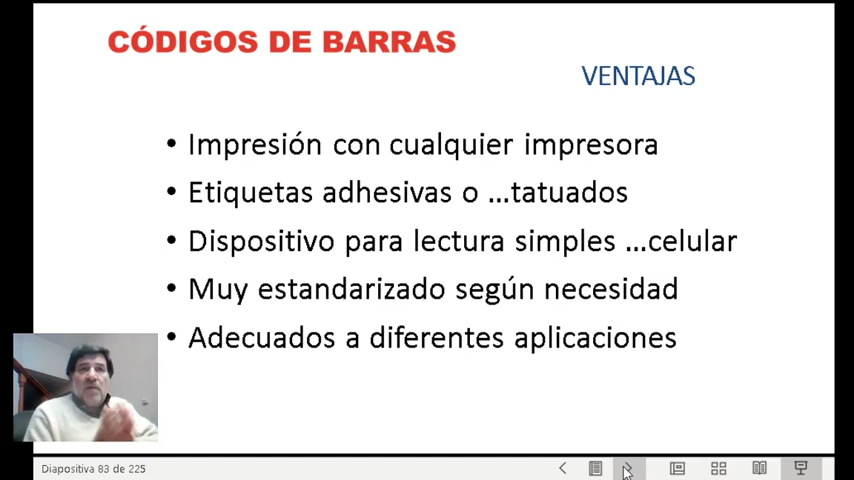 CÓDIGOS DE BARRAS
VENTAJAS
• Impresión con cualquier impresora
• Etiquetas adhesivas o ...tatuados
• Dispositivo para lectura simples ...celular
• Muy estandarizado según necesidad
• Adecuados a diferentes aplicaciones
Diapositiva 83 de 225